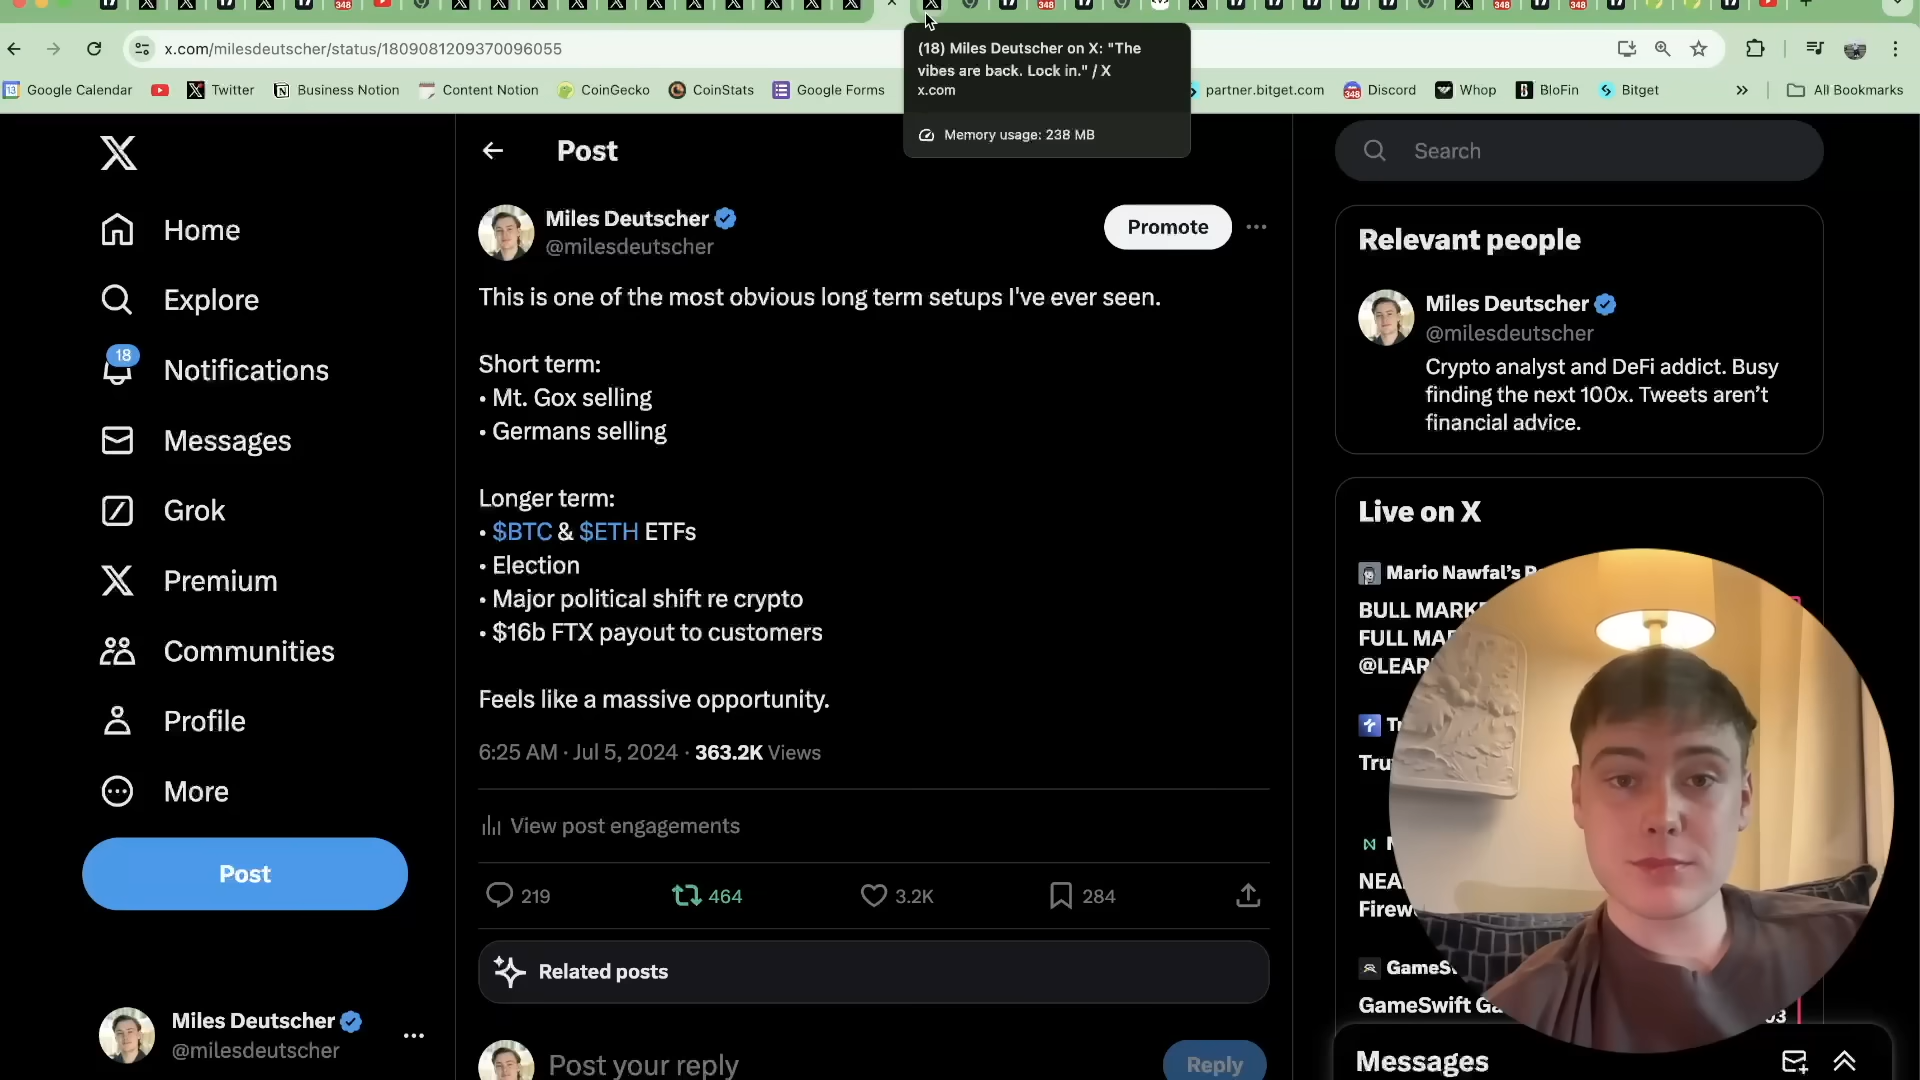 x.com/milesdeutscher/status/1809081209370096055
(18) Miles Deutscher on X: "The
vibes are back. Lock in." / X
x.com
Memory usage: 238 MB
Google Calendar
Twitter
Business Notion
Content Notion
CoinGecko
CoinStats
Google Forms
partner.bitget.com
Discord
Whop
BloFin
Bitget
All Bookmarks
Home
Explore
18
Notifications
Messages
Grok
Premium
Communities
Profile
More
Post
Miles Deutscher
@milesdeutscher
Post
Miles Deutscher
@milesdeutscher
Promote
This is one of the most obvious long term setups I've ever seen.
Short term:
• Mt. Gox selling
• Germans selling
Longer term:
• $BTC & $ETH ETFs
• Election
• Major political shift re crypto
• $16b FTX payout to customers
Feels like a massive opportunity.
6:25 AM · Jul 5, 2024 · 363.2K Views
View post engagements
219
464
3.2K
284
Related posts
Post your reply
Reply
Search
Relevant people
Miles Deutscher
@milesdeutscher
Crypto analyst and DeFi addict. Busy
finding the next 100x. Tweets aren't
financial advice.
Live on X
Mario Nawfal's
BULL
FULL
GameSwift
Messages